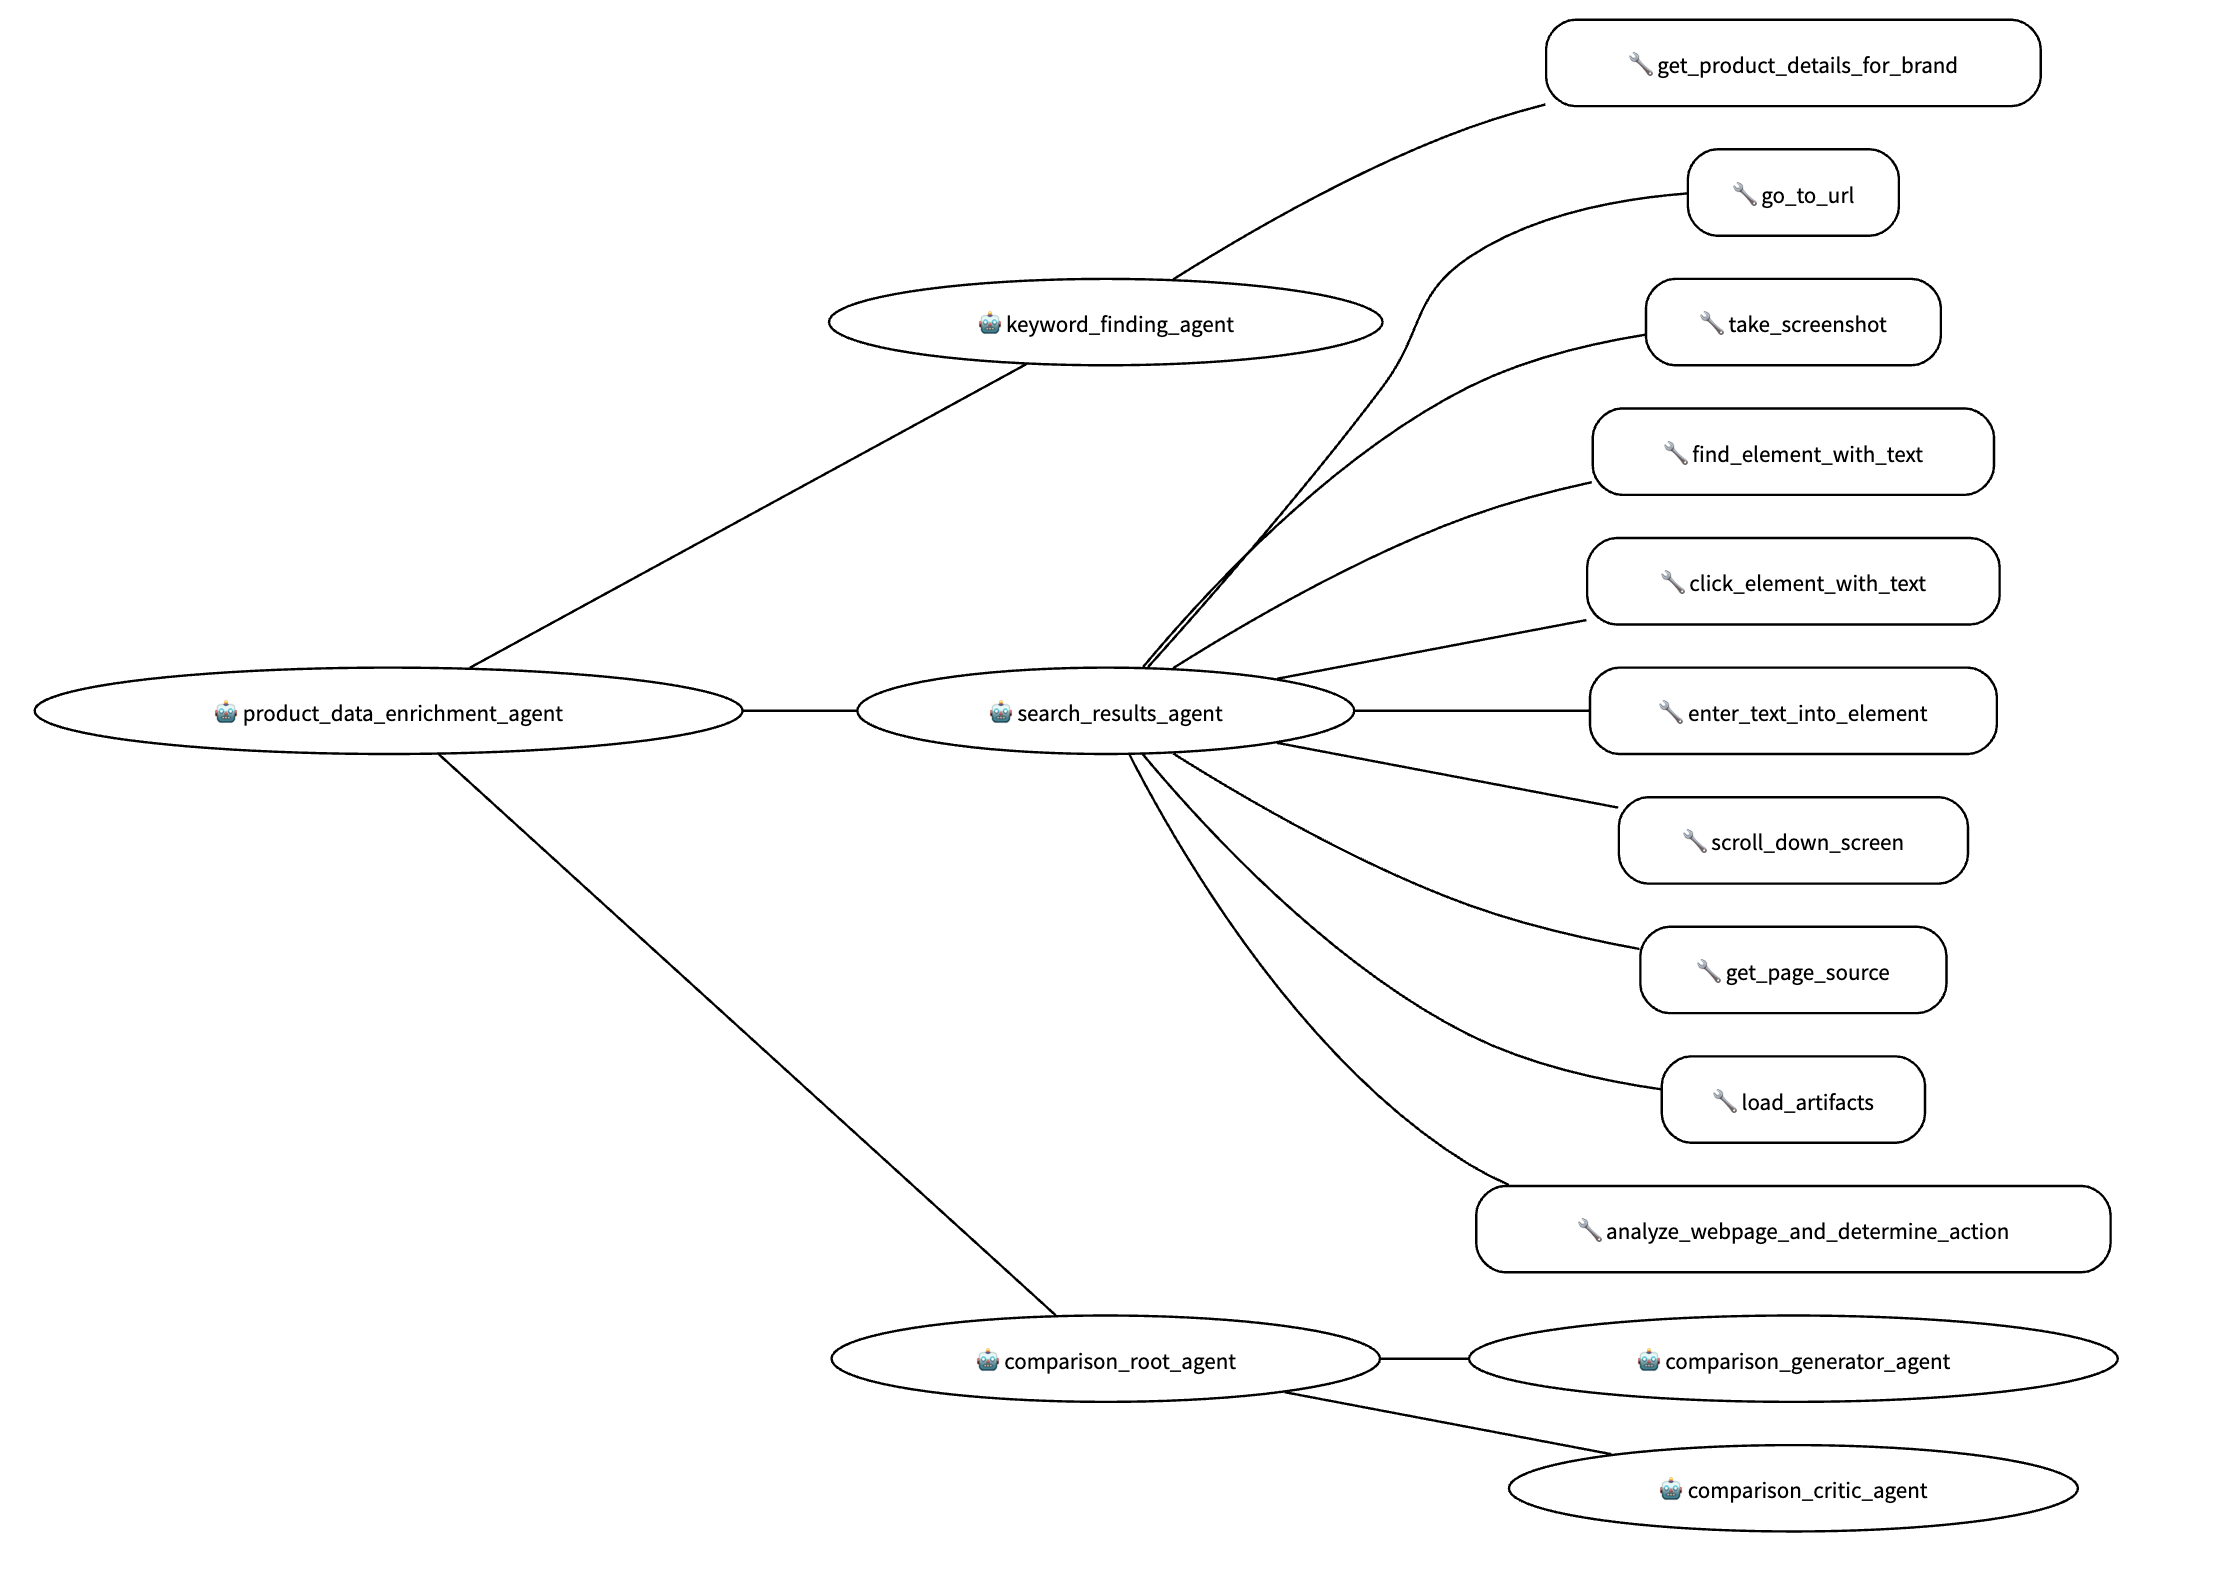 get_product_details_for_brand
go_to_url
keyword_finding_agent
take_screenshot
find_element_with_text
click_element_with_text
product_data_enrichment_agent
search_results_agent
enter_text_into_element
scroll_down_screen
get_page_source
load_artifacts
analyze_webpage_and_determine_action
comparison_root_agent
comparison_generator_agent
comparison_critic_agent